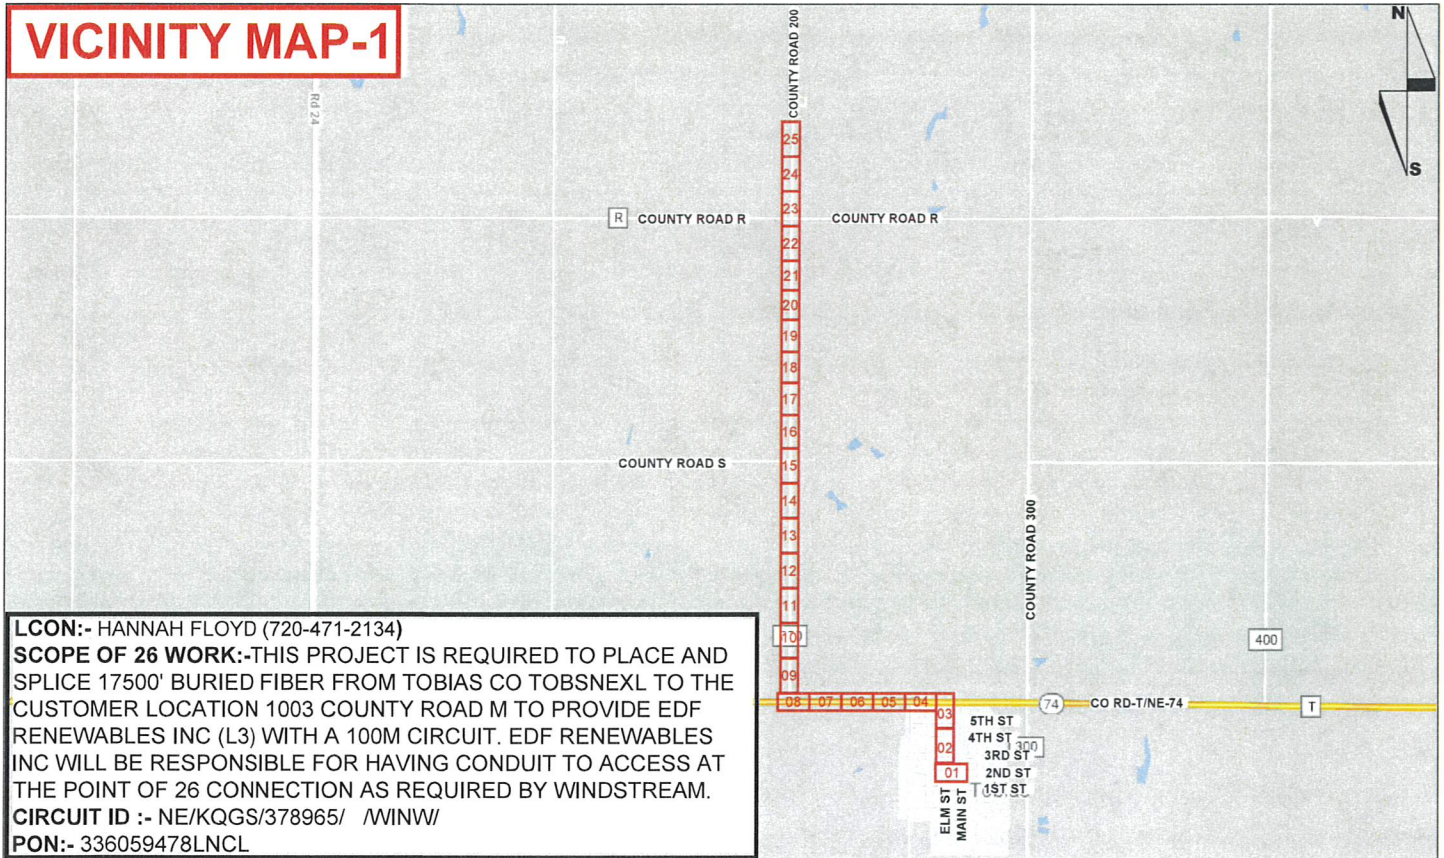 VICINITY MAP-1
N
S
COUNTY ROAD 200
Rd 24
25
24
23
R COUNTY ROAD R
COUNTY ROAD R
22
21
20
19
18
17
16
15
COUNTY ROAD S
14
13
12
11
10
09
COUNTY ROAD 300
400
08 07 06 05 04
03
02
01
74
CO RD-T/NE-74
T
5TH ST
4TH ST
300
3RD ST
2ND ST
1ST ST
ELM ST
MAIN ST
LCON:- HANNAH FLOYD (720-471-2134)
SCOPE OF 26 WORK:-THIS PROJECT IS REQUIRED TO PLACE AND
SPLICE 17500' BURIED FIBER FROM TOBIAS CO TOBSNEXL TO THE
CUSTOMER LOCATION 1003 COUNTY ROAD M TO PROVIDE EDF
RENEWABLES INC (L3) WITH A 100M CIRCUIT. EDF RENEWABLES
INC WILL BE RESPONSIBLE FOR HAVING CONDUIT TO ACCESS AT
THE POINT OF 26 CONNECTION AS REQUIRED BY WINDSTREAM.
CIRCUIT ID :- NE/KQGS/378965/ /WINW/
PON:- 336059478LNCL